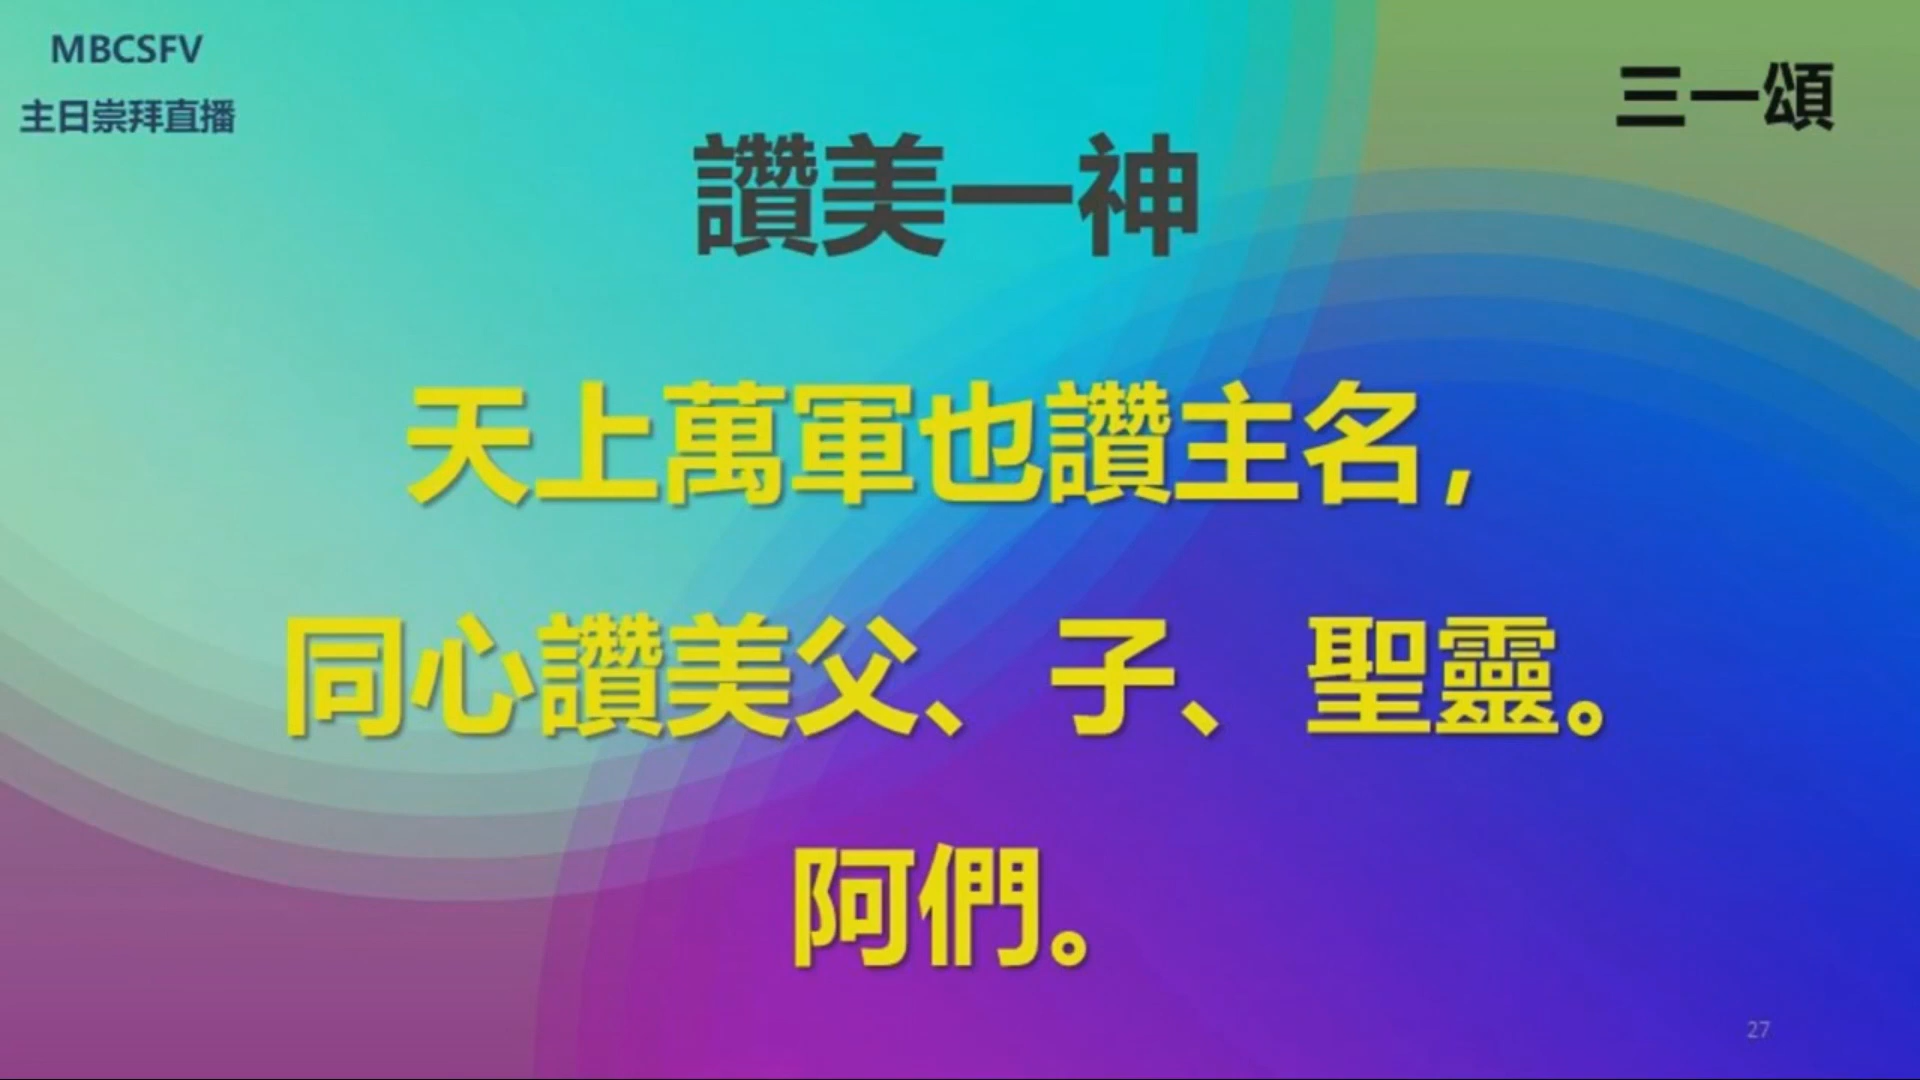 MBCSFV
主日崇拜直播
三一頌
讚美一神
天上萬軍也讚主名，
同心讚美父、子、聖靈。
阿們。
27